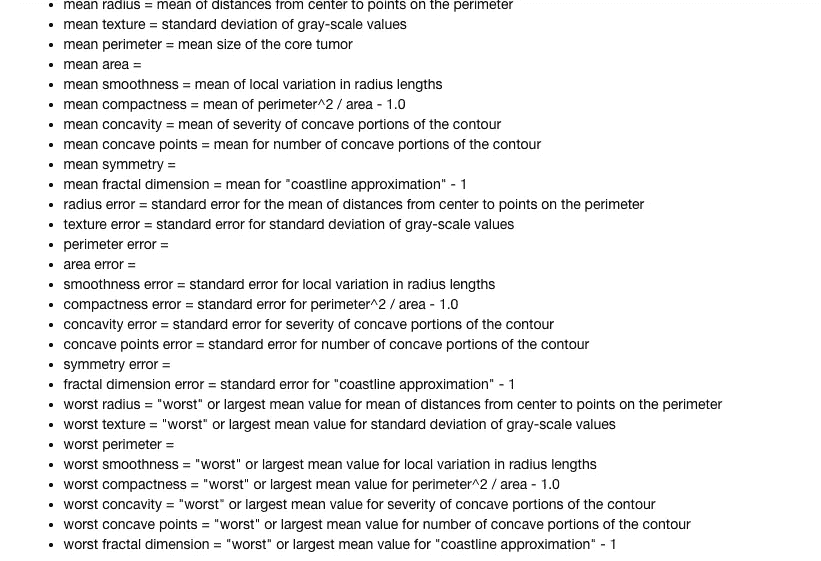 • mean radius = mean of distances from center to points on the perimeter
• mean texture = standard deviation of gray-scale values
• mean perimeter = mean size of the core tumor
• mean area =
• mean smoothness = mean of local variation in radius lengths
• mean compactness = mean of perimeter^2 / area - 1.0
• mean concavity = mean of severity of concave portions of the contour
• mean concave points = mean for number of concave portions of the contour
• mean symmetry =
• mean fractal dimension = mean for "coastline approximation" - 1
• radius error = standard error for the mean of distances from center to points on the perimeter
• texture error = standard error for standard deviation of gray-scale values
• perimeter error =
• area error =
• smoothness error = standard error for local variation in radius lengths
• compactness error = standard error for perimeter^2 / area - 1.0
• concavity error = standard error for severity of concave portions of the contour
• concave points error = standard error for number of concave portions of the contour
• symmetry error =
• fractal dimension error = standard error for "coastline approximation" - 1
• worst radius = "worst" or largest mean value for mean of distances from center to points on the perimeter
• worst texture = "worst" or largest mean value for standard deviation of gray-scale values
• worst perimeter =
• worst smoothness = "worst" or largest mean value for local variation in radius lengths
• worst compactness = "worst" or largest mean value for perimeter^2 / area - 1.0
• worst concavity = "worst" or largest mean value for severity of concave portions of the contour
• worst concave points = "worst" or largest mean value for number of concave portions of the contour
• worst fractal dimension = "worst" or largest mean value for "coastline approximation" - 1